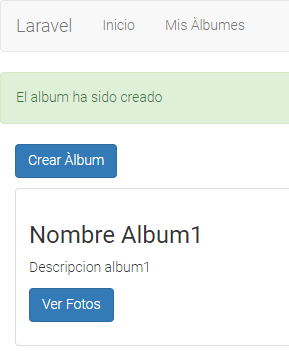 Laravel Inicio Mis Àlbumes
El album ha sido creado
Crear Àlbum
Nombre Album1
Descripcion album1
Ver Fotos